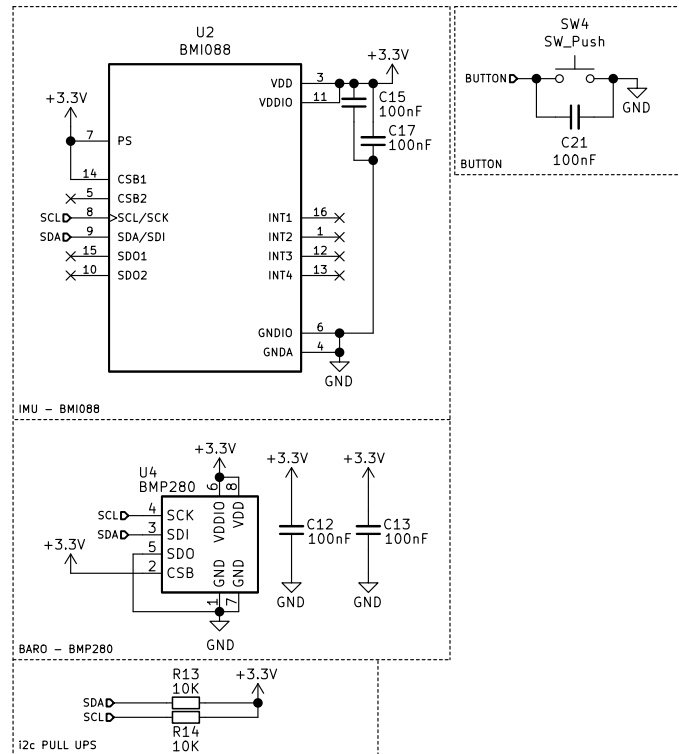 U2
BMI088
+3.3V
7 PS
14 CSB1
5 CSB2
SCL 8 SCL/SCK
SDA 9 SDA/SDI
15 SDO1
10 SDO2
VDD 3
VDDIO 11
INT1 16
INT2 1
INT3 12
INT4 13
GNDIO 6
GNDA 4
GND
+3.3V
C15
100nF
C17
100nF
IMU - BMI088
SW4
SW_Push
BUTTON
GND
C21
100nF
BUTTON
+3.3V
U4
BMP280
6 8
VDDIO VDD
SCL 4 SCK
SDA 3 SDI
5 SDO
+3.3V
2 CSB
GND GND
1 7
GND
+3.3V
C12
100nF
GND
+3.3V
C13
100nF
GND
BARO - BMP280
R13
10K
+3.3V
SDA
SCL
R14
10K
i2c PULL UPS